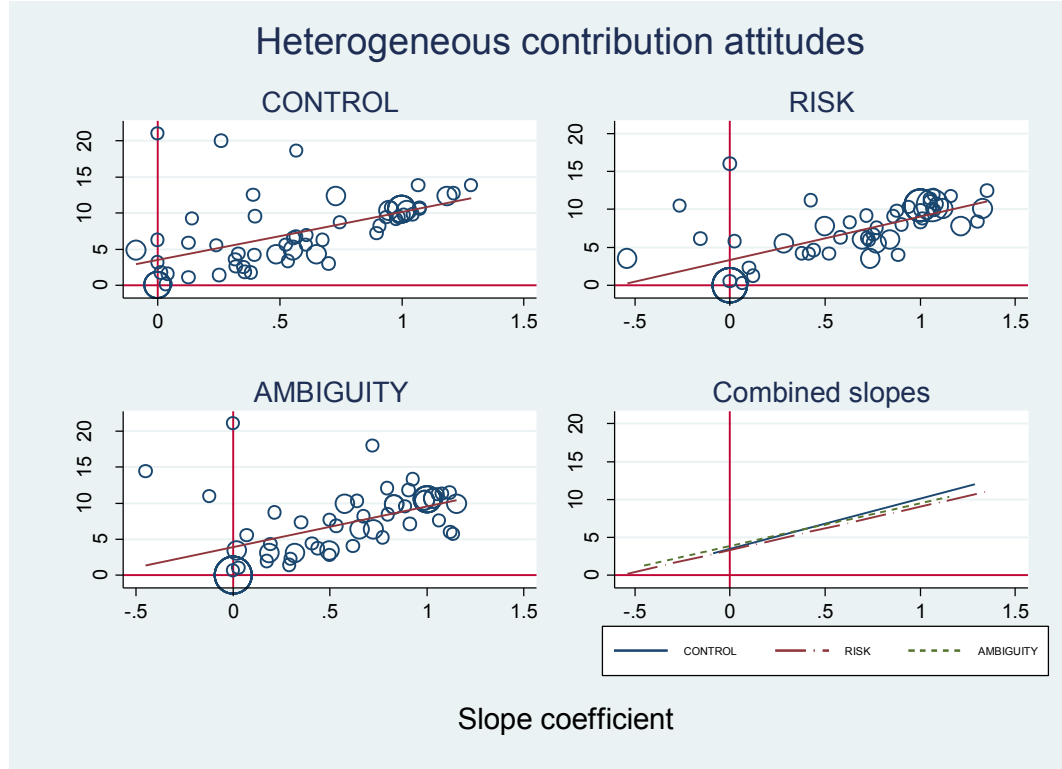 Heterogeneous contribution attitudes
CONTROL
20
15
10
5
0
0 .5 1 1.5
RISK
20
15
10
5
0
-.5 0 .5 1 1.5
AMBIGUITY
20
15
10
5
0
-.5 0 .5 1 1.5
Combined slopes
20
15
10
5
0
-.5 0 .5 1 1.5
CONTROL RISK AMBIGUITY
Slope coefficient